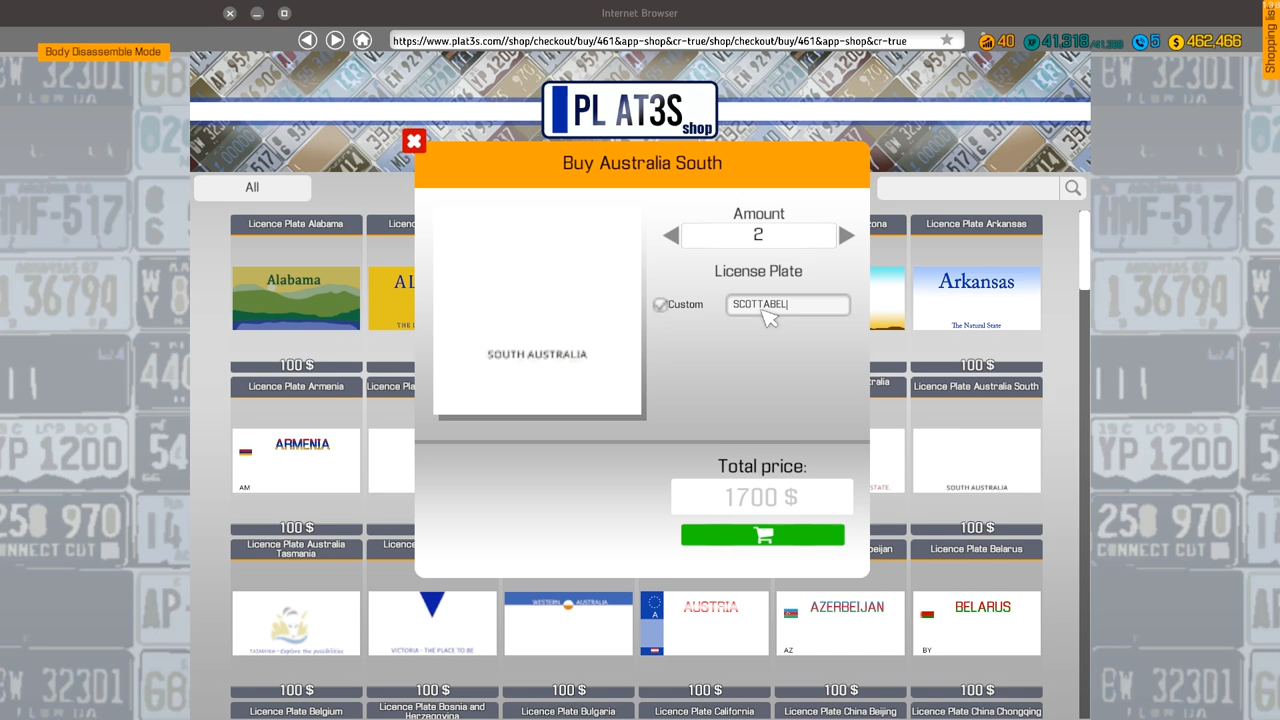 Internet Browser
Body Disassemble Mode
https://www.plat3s.com//shop/checkout/buy/461&app-shop&cr-true/shop/checkout/buy/461&app-shop&cr-true
40
XP 41,318
5
$ 462,466
Shopping list
PL AT3S
shop
All
Buy Australia South
Amount
2
License Plate
Custom
SCOTTABEL
SOUTH AUSTRALIA
Total price:
1700 $
Licence Plate Alabama
Licence Plate Arkansas
Alabama
Arkansas
The Natural State
100 $
100 $
Licence Plate Armenia
Licence Plate Australia South
ARMENIA
AM
STATE
SOUTH AUSTRALIA
100 $
100 $
Licence Plate Australia
Tasmania
Licence Plate Belarus
TASMANIA - Explore the possibilities
VICTORIA - THE PLACE TO BE
WESTERN AUSTRALIA
A
AUSTRIA
AZERBEIJAN
AZ
BELARUS
BY
100 $
100 $
100 $
100 $
100 $
100 $
Licence Plate Belgium
Licence Plate Bosnia and
Herzegovina
Licence Plate Bulgaria
Licence Plate California
Licence Plate China Beijing
Licence Plate China Chongqing